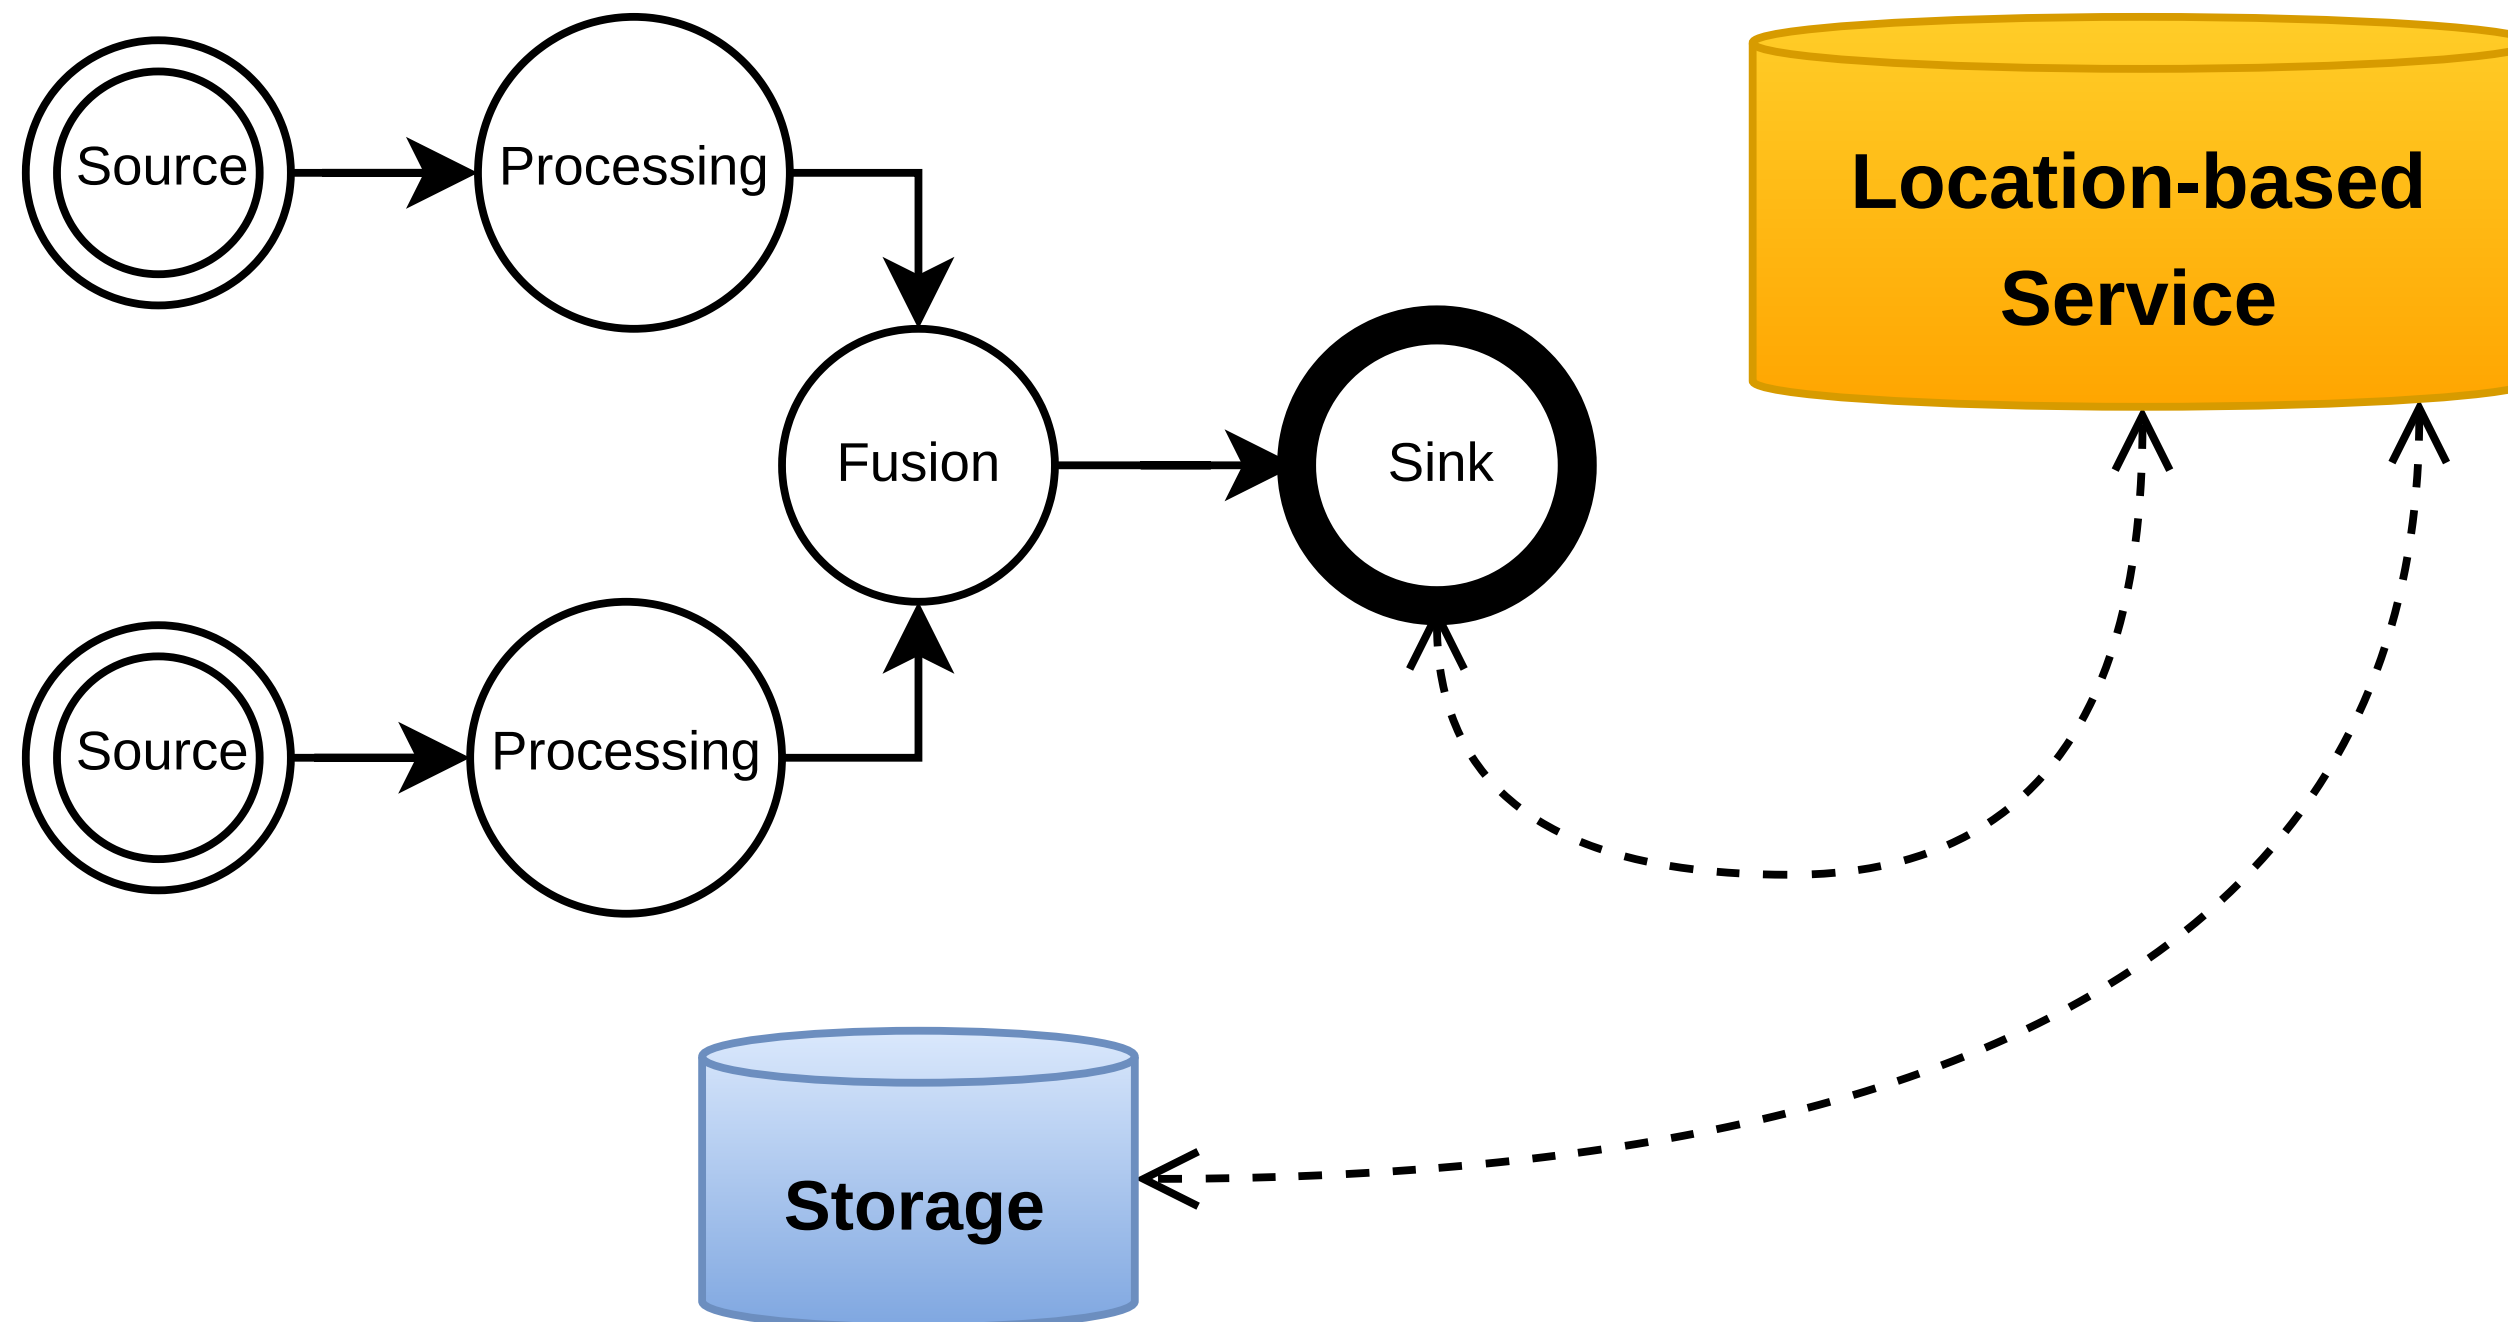 Source
Processing
Location-based
Service
Fusion
Sink
Source
Processing
Storage